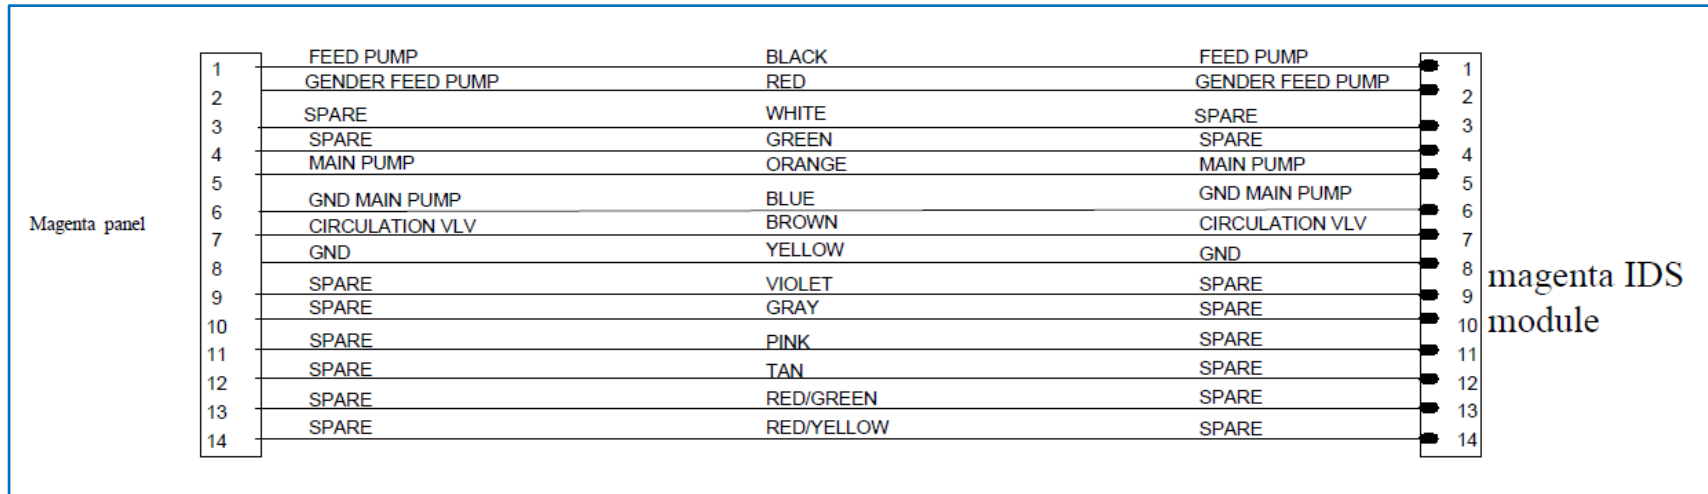 1 FEED PUMP BLACK FEED PUMP 1
2 GENDER FEED PUMP RED GENDER FEED PUMP 2
3 SPARE WHITE SPARE 3
4 SPARE GREEN SPARE 4
5 MAIN PUMP ORANGE MAIN PUMP 5
6 GND MAIN PUMP BLUE GND MAIN PUMP 6
Magenta panel
7 CIRCULATION VLV BROWN CIRCULATION VLV 7
8 GND YELLOW GND 8
9 SPARE VIOLET SPARE 9
10 SPARE GRAY SPARE 10
magenta IDS
module
11 SPARE PINK SPARE 11
12 SPARE TAN SPARE 12
13 SPARE RED/GREEN SPARE 13
14 SPARE RED/YELLOW SPARE 14